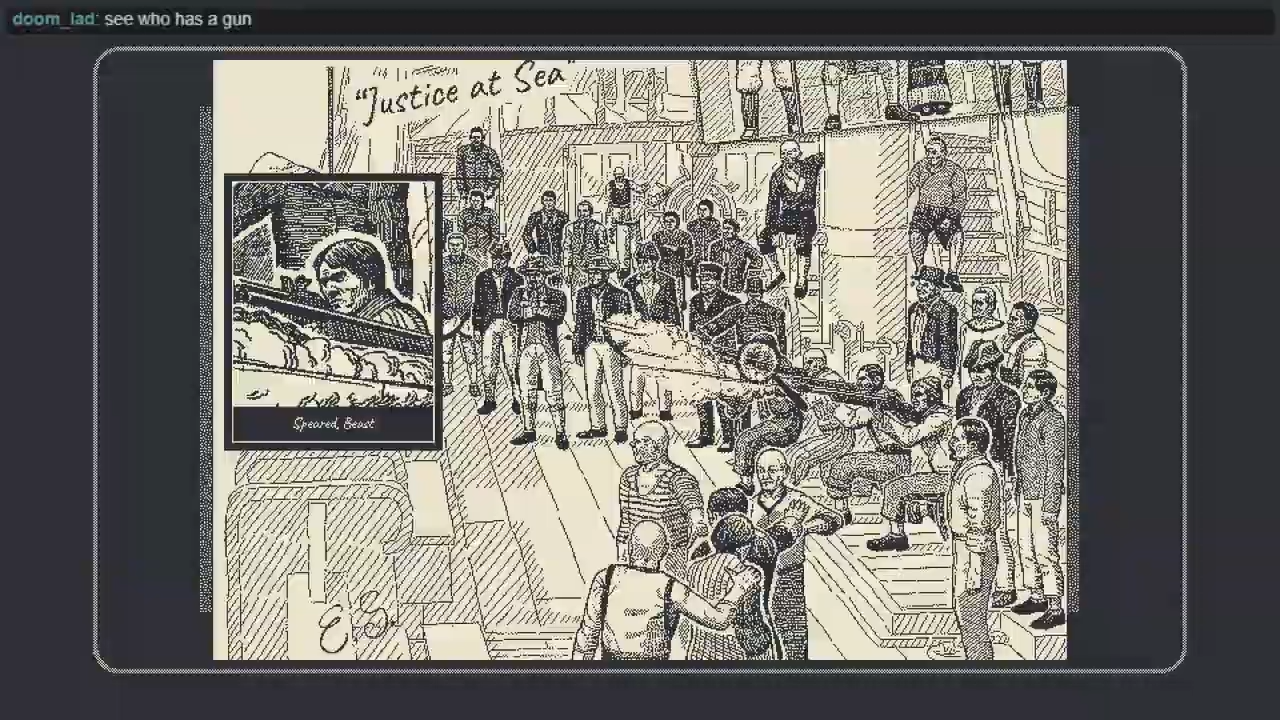 doom_lad: see who has a gun
"Justice at Sea"
Speared, Beast
E.S.